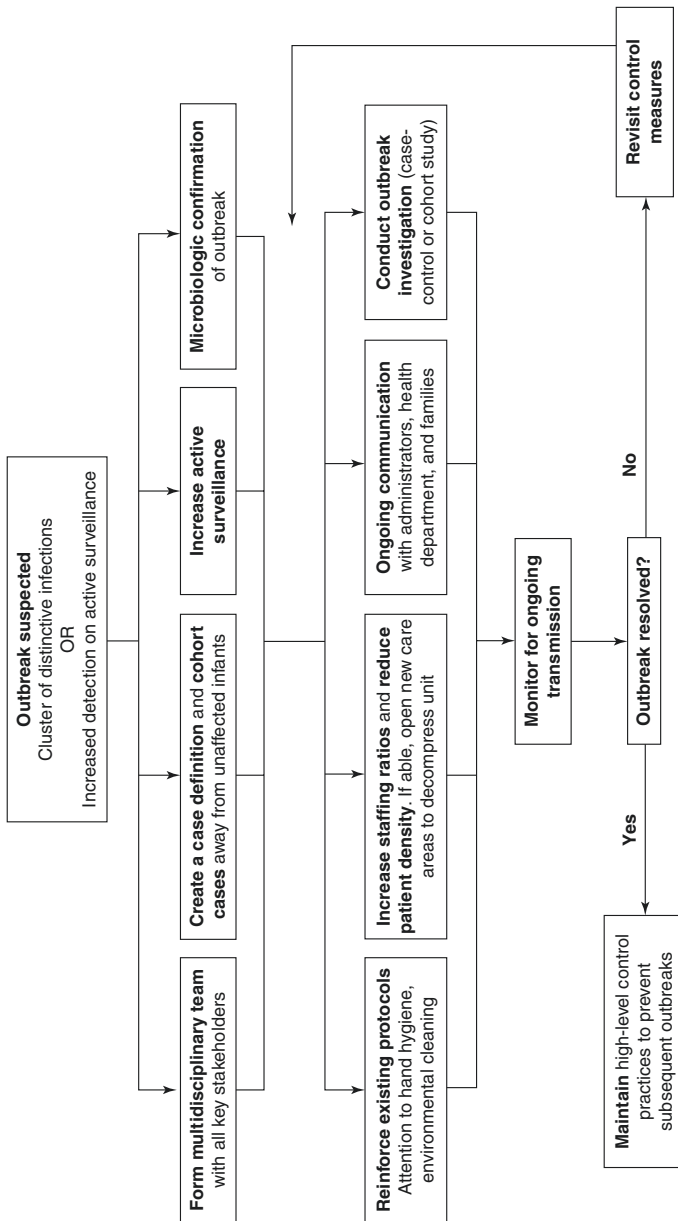 Outbreak suspected
Cluster of distinctive infections
OR
Increased detection on active surveillance
Form multidisciplinary team
with all key stakeholders
Create a case definition and cohort
cases away from unaffected infants
Increase active
surveillance
Microbiologic confirmation
of outbreak
Reinforce existing protocols
Attention to hand hygiene,
environmental cleaning
Increase staffing ratios and reduce
patient density. If able, open new care
areas to decompress unit
Ongoing communication
with administrators, health
department, and families
Conduct outbreak
investigation (case-
control or cohort study)
Monitor for ongoing
transmission
Outbreak resolved?
Yes
No
Maintain high-level control
practices to prevent
subsequent outbreaks
Revisit control
measures